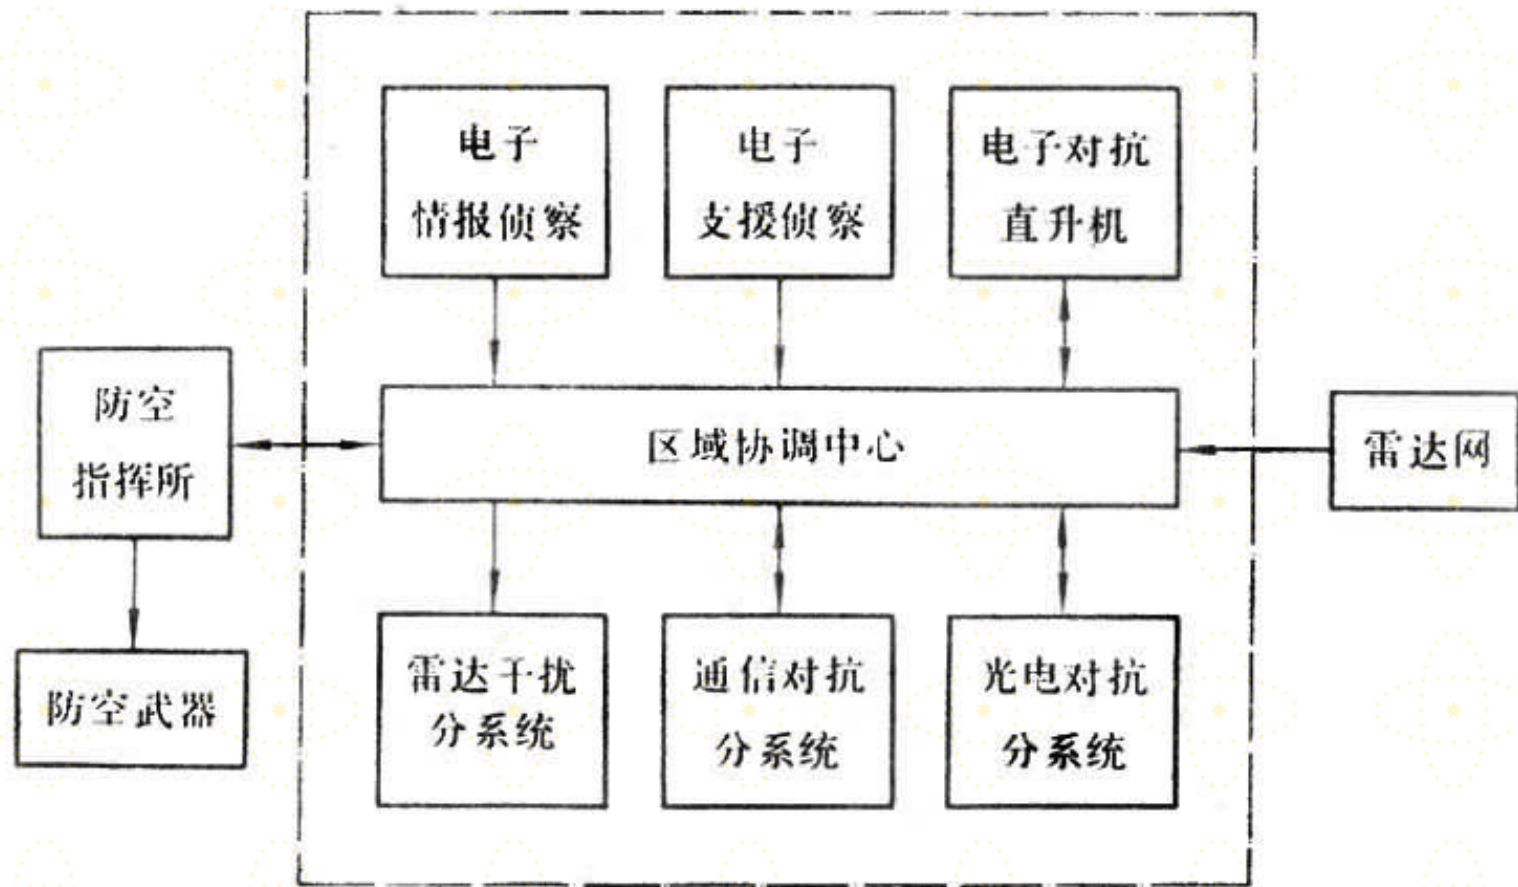 电子
情报侦察
电子
支援侦察
电子对抗
直升机
防空
指挥所
区域协调中心
雷达网
防空武器
雷达干扰
分系统
通信对抗
分系统
光电对抗
分系统